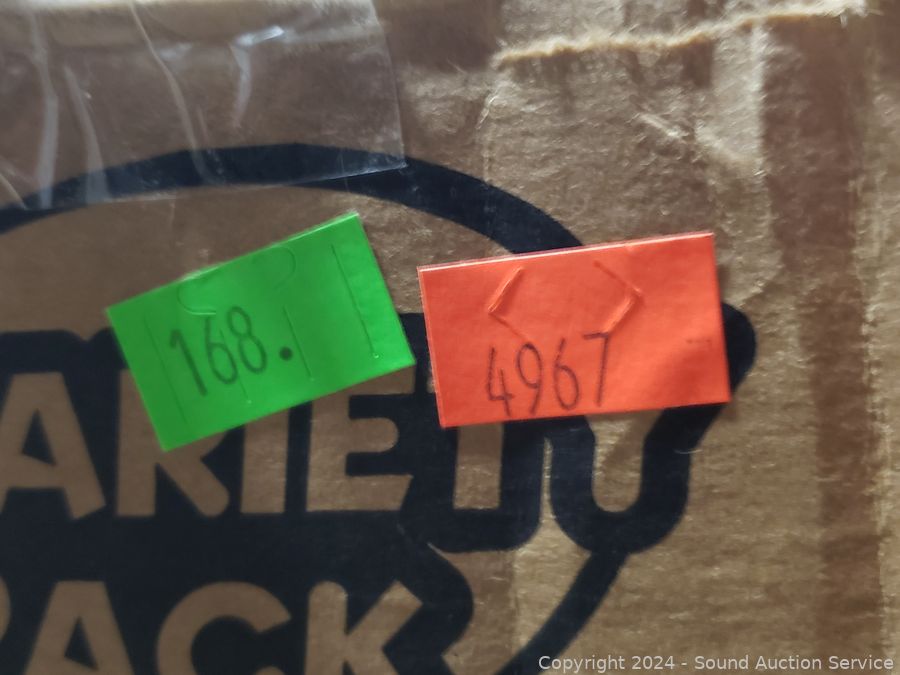 168.
4967
ARIETY
PACK
Copyright 2024 - Sound Auction Service